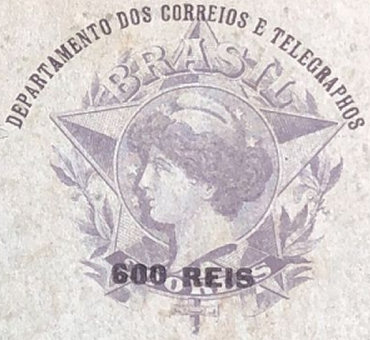 DEPARTAMENTO DOS CORREIOS E TELEGRAPHOS
BRASIL
600 REIS